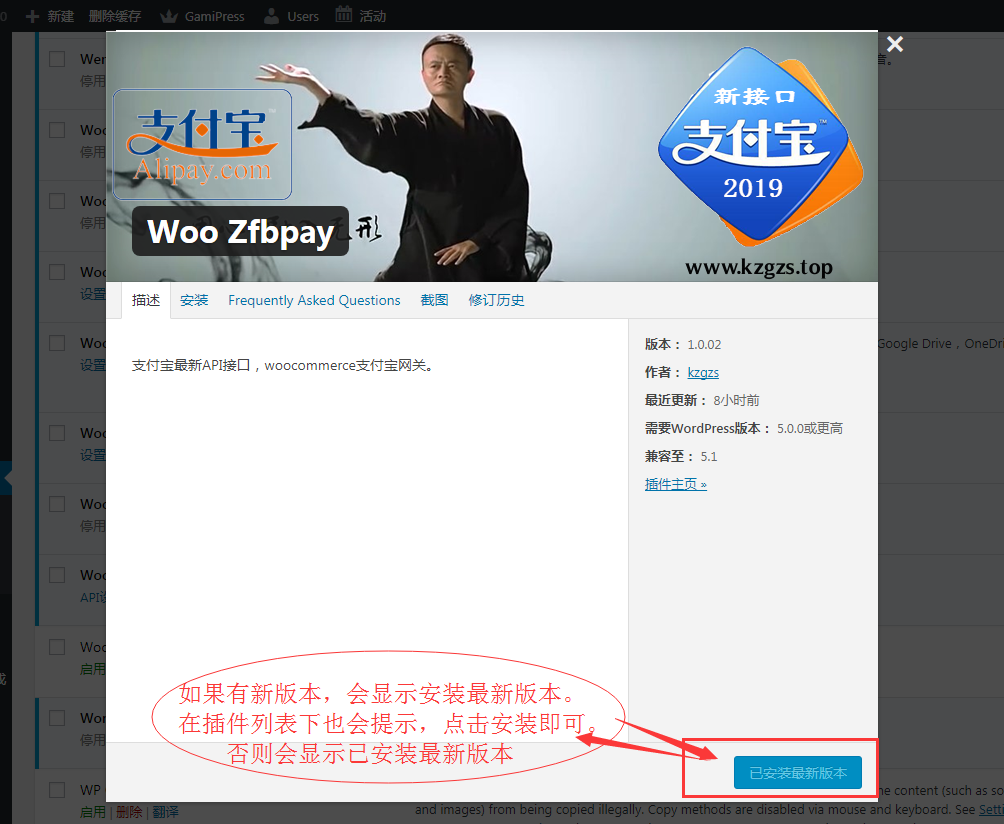 0 新建 删除缓存 GamiPress Users 活动
支付宝
Alipay.com
新接口
支付宝™
2019
无形
Woo Zfbpay
www.kzgzs.top
Wer
停用
Woo
停用
Woo
停用
Woo
设置
Woo
设置
Google Drive，OneDri
Woo
设置
Woo
停用
Woo
API设
Woo
启用
Wor
停用
WP
启用 | 删除 | 翻译
描述 安装 Frequently Asked Questions 截图 修订历史
支付宝最新API接口，woocommerce支付宝网关。
版本： 1.0.02
作者： kzgzs
最近更新： 8小时前
需要WordPress版本： 5.0.0或更高
兼容至： 5.1
插件主页 »
如果有新版本，会显示安装最新版本。
在插件列表下也会提示，点击安装即可。
否则会显示已安装最新版本
已安装最新版本
he content (such as so
and images) from being copied illegally. Copy methods are disabled via mouse and keyboard. See Setti